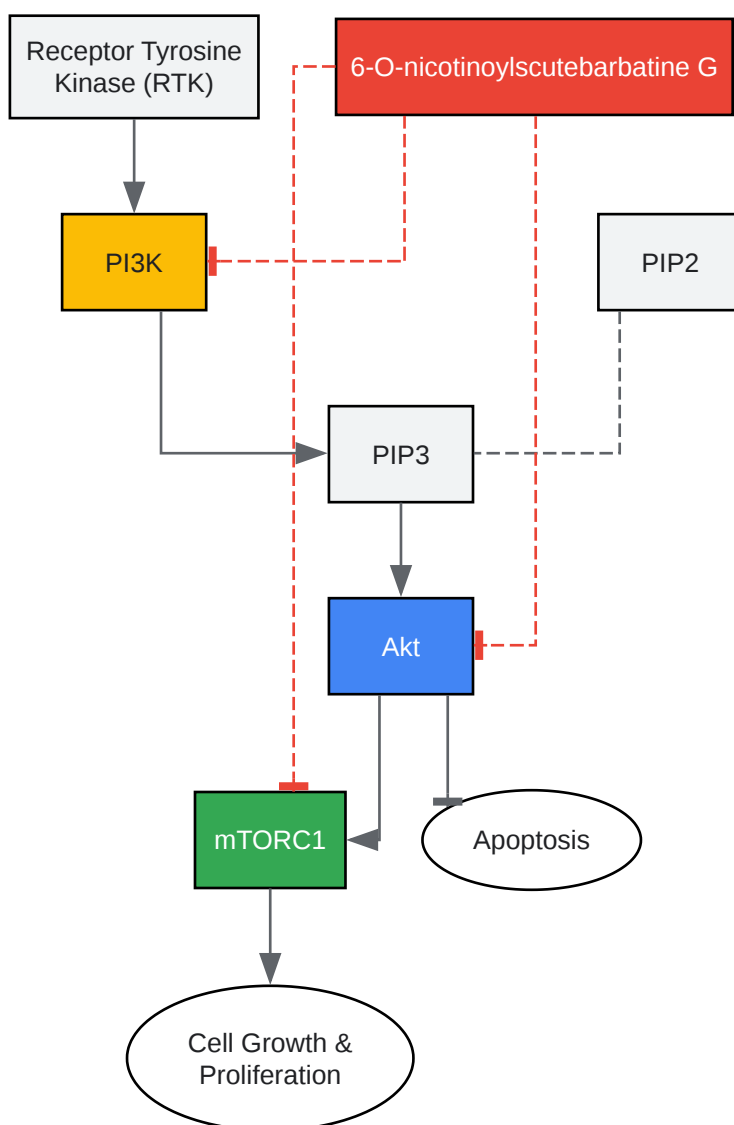 Receptor Tyrosine
Kinase (RTK)
6-O-nicotinoylscutebarbatine G
PI3K
PIP2
PIP3
Akt
mTORC1
Apoptosis
Cell Growth &
Proliferation